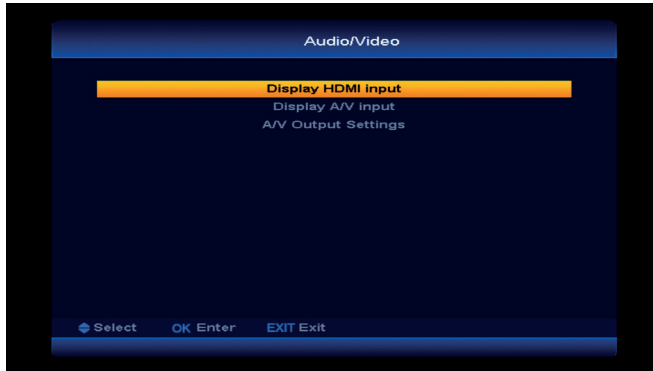 Audio/Video
Display HDMI input
Display A/V input
A/V Output Settings
Select OK Enter EXIT Exit